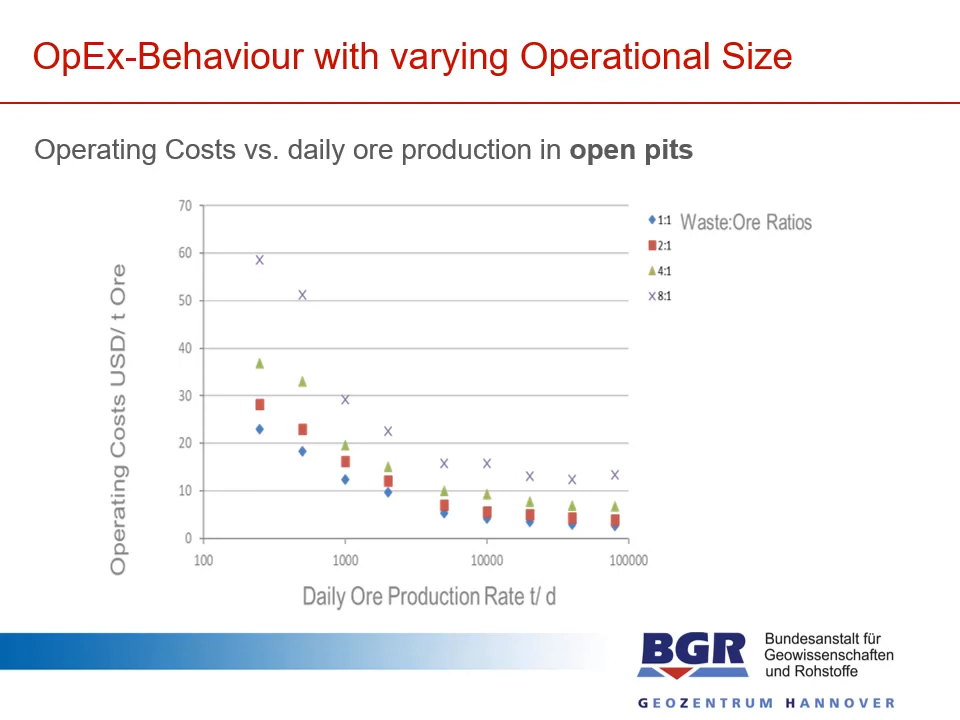 OpEx-Behaviour with varying Operational Size
Operating Costs vs. daily ore production in open pits
Operating Costs USD/ t Ore
70
60
50
40
30
20
10
0
100
1000
10000
100000
Daily Ore Production Rate t/ d
1:1
Waste:Ore Ratios
2:1
4:1
8:1
BGR
Bundesanstalt für
Geowissenschaften
und Rohstoffe
GEOZENTRUM HANNOVER